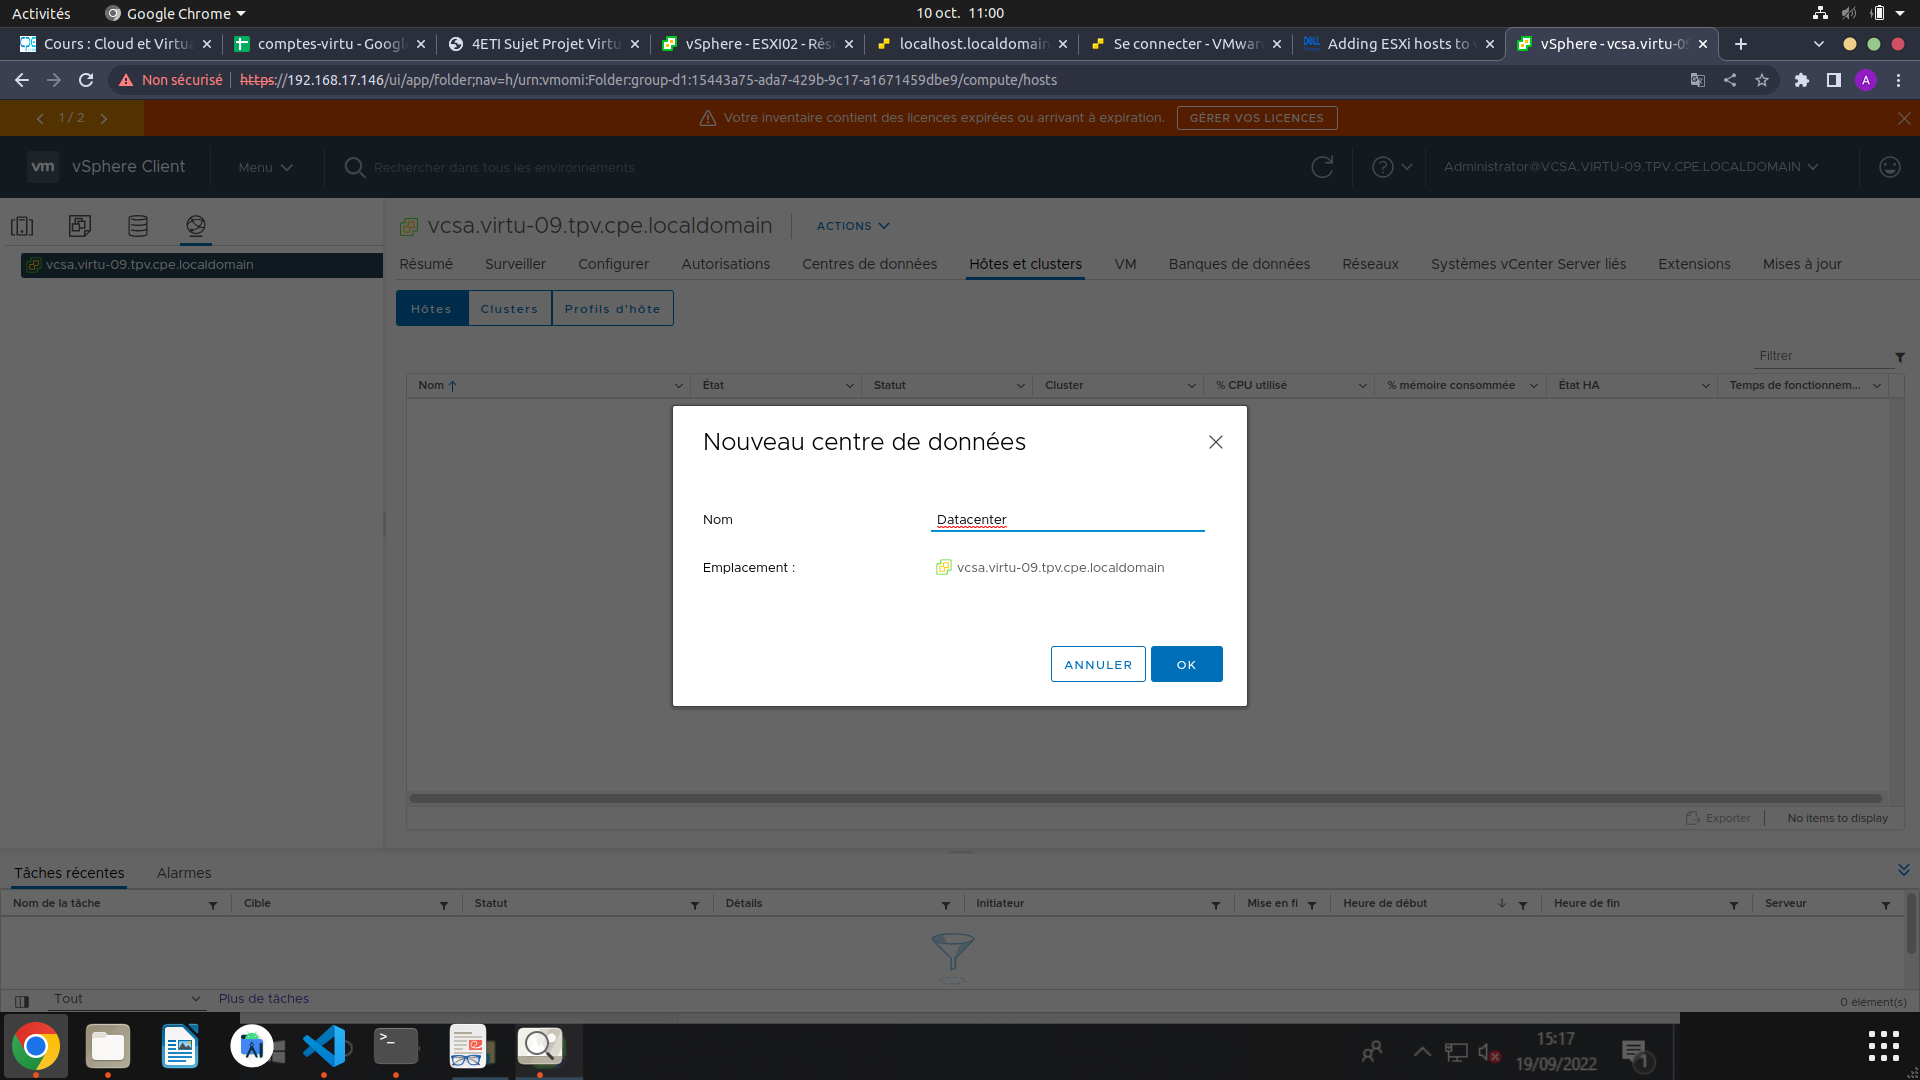 Activités
Google Chrome
10 oct. 11:00
Cours : Cloud et Virtua
comptes-virtu - Googl
4ETI Sujet Projet Virtu
vSphere - ESXI02 - Rés
localhost.localdomain
Se connecter - VMwar
Adding ESXi hosts to v
vSphere - vcsa.virtu-09
Non sécurisé
https://192.168.17.146/ui/app/folder;nav=h/urn:vmomi:Folder:group-d1:15443a75-ada7-429b-9c17-a1671459dbe9/compute/hosts
A
1 / 2
Votre inventaire contient des licences expirées ou arrivant à expiration.
GÉRER VOS LICENCES
vm
vSphere Client
Menu
Rechercher dans tous les environnements
Administrator@VCSA.VIRTU-09.TPV.CPE.LOCALDOMAIN
vcsa.virtu-09.tpv.cpe.localdomain
vcsa.virtu-09.tpv.cpe.localdomain
ACTIONS
Résumé
Surveiller
Configurer
Autorisations
Centres de données
Hôtes et clusters
VM
Banques de données
Réseaux
Systèmes vCenter Server liés
Extensions
Mises à jour
Hôtes
Clusters
Profils d'hôte
Filtrer
Nom
État
Statut
Cluster
% CPU utilisé
% mémoire consommée
État HA
Temps de fonctionnem...
Nouveau centre de données
Nom
Datacenter
Emplacement :
vcsa.virtu-09.tpv.cpe.localdomain
ANNULER
OK
Exporter
No items to display
Tâches récentes
Alarmes
Nom de la tâche
Cible
Statut
Détails
Initiateur
Mise en fi
Heure de début
Heure de fin
Serveur
Tout
Plus de tâches
0 élément(s)
15:17
19/09/2022
1